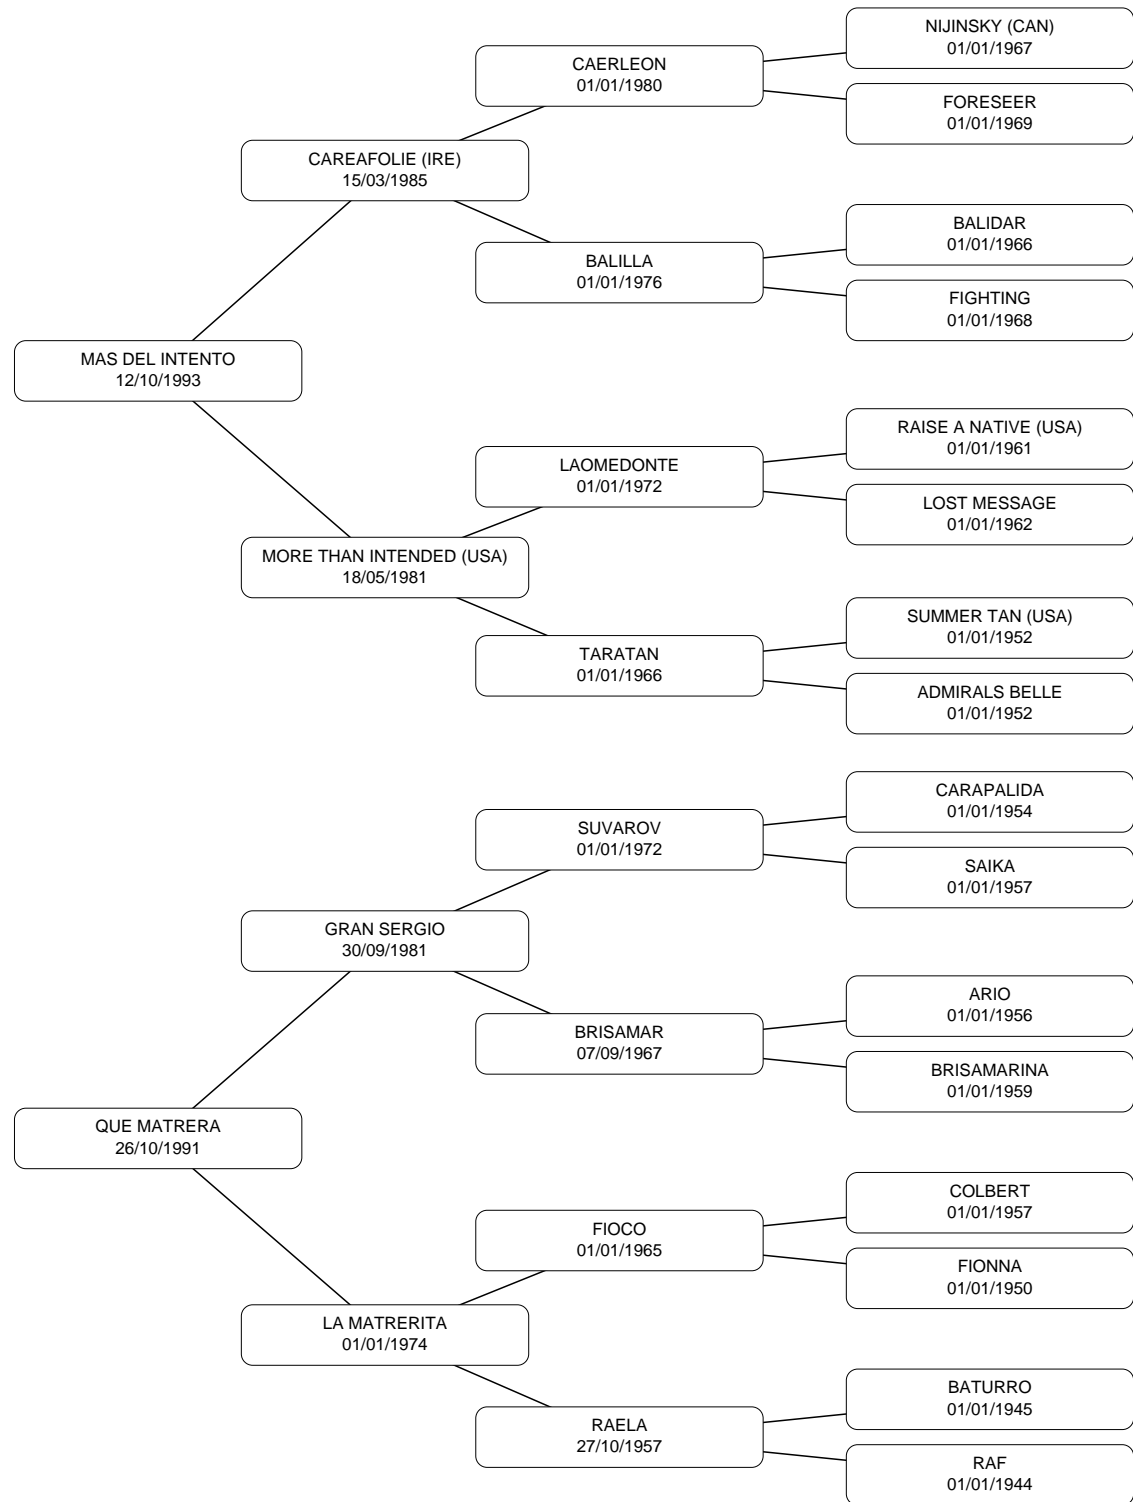 NIJINSKY (CAN)
01/01/1967
CAERLEON
01/01/1980
FORESEER
01/01/1969
CAREAFOLIE (IRE)
15/03/1985
BALIDAR
01/01/1966
BALILLA
01/01/1976
FIGHTING
01/01/1968
MAS DEL INTENTO
12/10/1993
RAISE A NATIVE (USA)
01/01/1961
LAOMEDONTE
01/01/1972
LOST MESSAGE
01/01/1962
MORE THAN INTENDED (USA)
18/05/1981
SUMMER TAN (USA)
01/01/1952
TARATAN
01/01/1966
ADMIRALS BELLE
01/01/1952
CARAPALIDA
01/01/1954
SUVAROV
01/01/1972
SAIKA
01/01/1957
GRAN SERGIO
30/09/1981
ARIO
01/01/1956
BRISAMAR
07/09/1967
BRISAMARINA
01/01/1959
QUE MATRERA
26/10/1991
COLBERT
01/01/1957
FIOCO
01/01/1965
FIONNA
01/01/1950
LA MATRERITA
01/01/1974
BATURRO
01/01/1945
RAELA
27/10/1957
RAF
01/01/1944